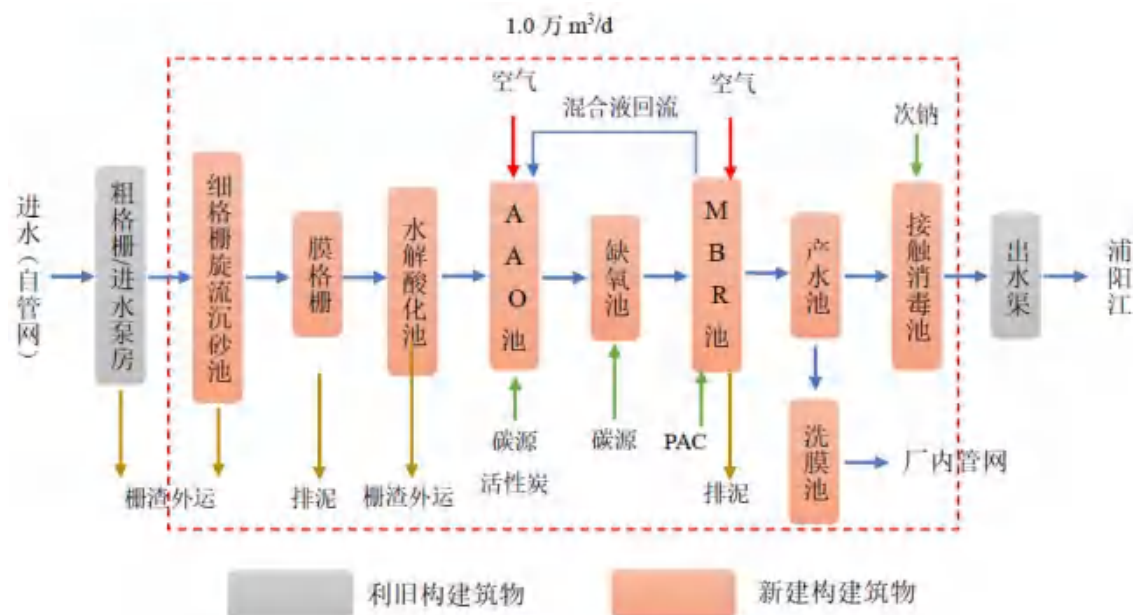 1.0 万 m³/d
空气
空气
混合液回流
次钠
进水（自管网）
粗格栅/进水泵房
细格栅旋流沉砂池
膜格栅
水解酸化池
AAO池
缺氧池
MBR池
产水池
接触消毒池
出水渠
浦阳江
碳源
活性炭
碳源
PAC
洗膜池
厂内管网
栅渣外运
排泥
栅渣外运
排泥
利旧构建筑物
新建构建筑物